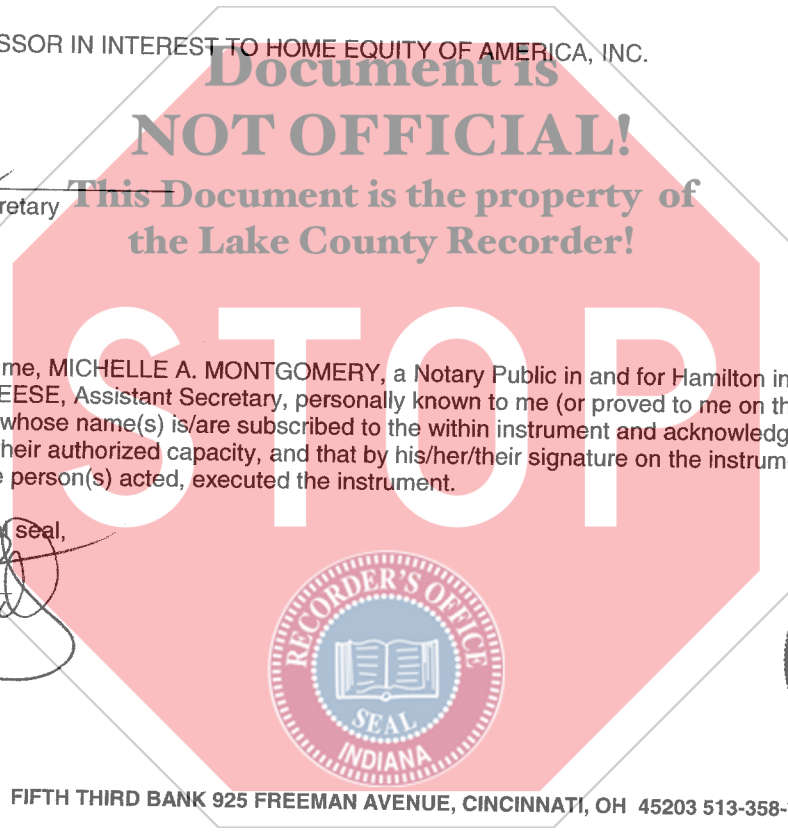 SSOR IN INTEREST TO HOME EQUITY OF AMERICA, INC.
Document is
NOT OFFICIAL!
This Document is the property of
retary
the Lake County Recorder!
STOP
me, MICHELLE A. MONTGOMERY, a Notary Public in and for Hamilton in
EESE, Assistant Secretary, personally known to me (or proved to me on th
whose name(s) is/are subscribed to the within instrument and acknowledg
heir authorized capacity, and that by his/her/their signature on the instrum
e person(s) acted, executed the instrument.
seal,
RECORDER'S OFFICE
SEAL
INDIANA
FIFTH THIRD BANK 925 FREEMAN AVENUE, CINCINNATI, OH 45203 513-358-